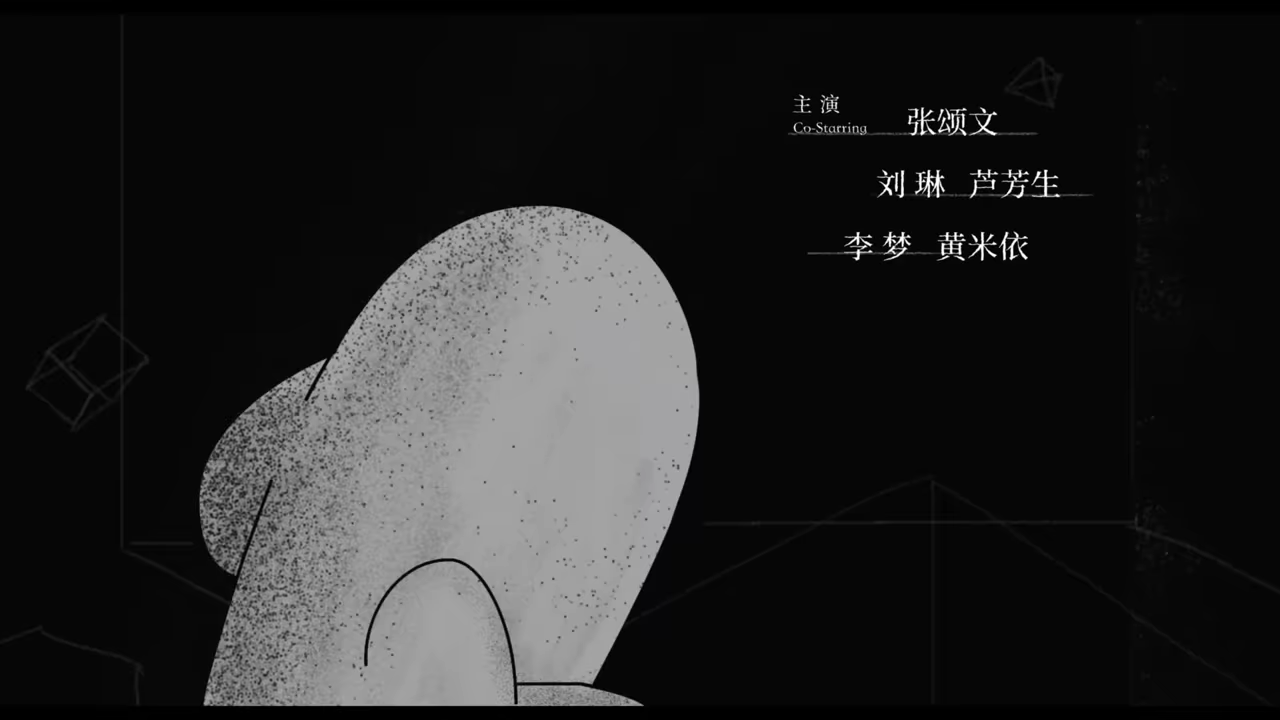 主演
Co-Starring
张颂文
刘琳 芦芳生
李梦 黄米依